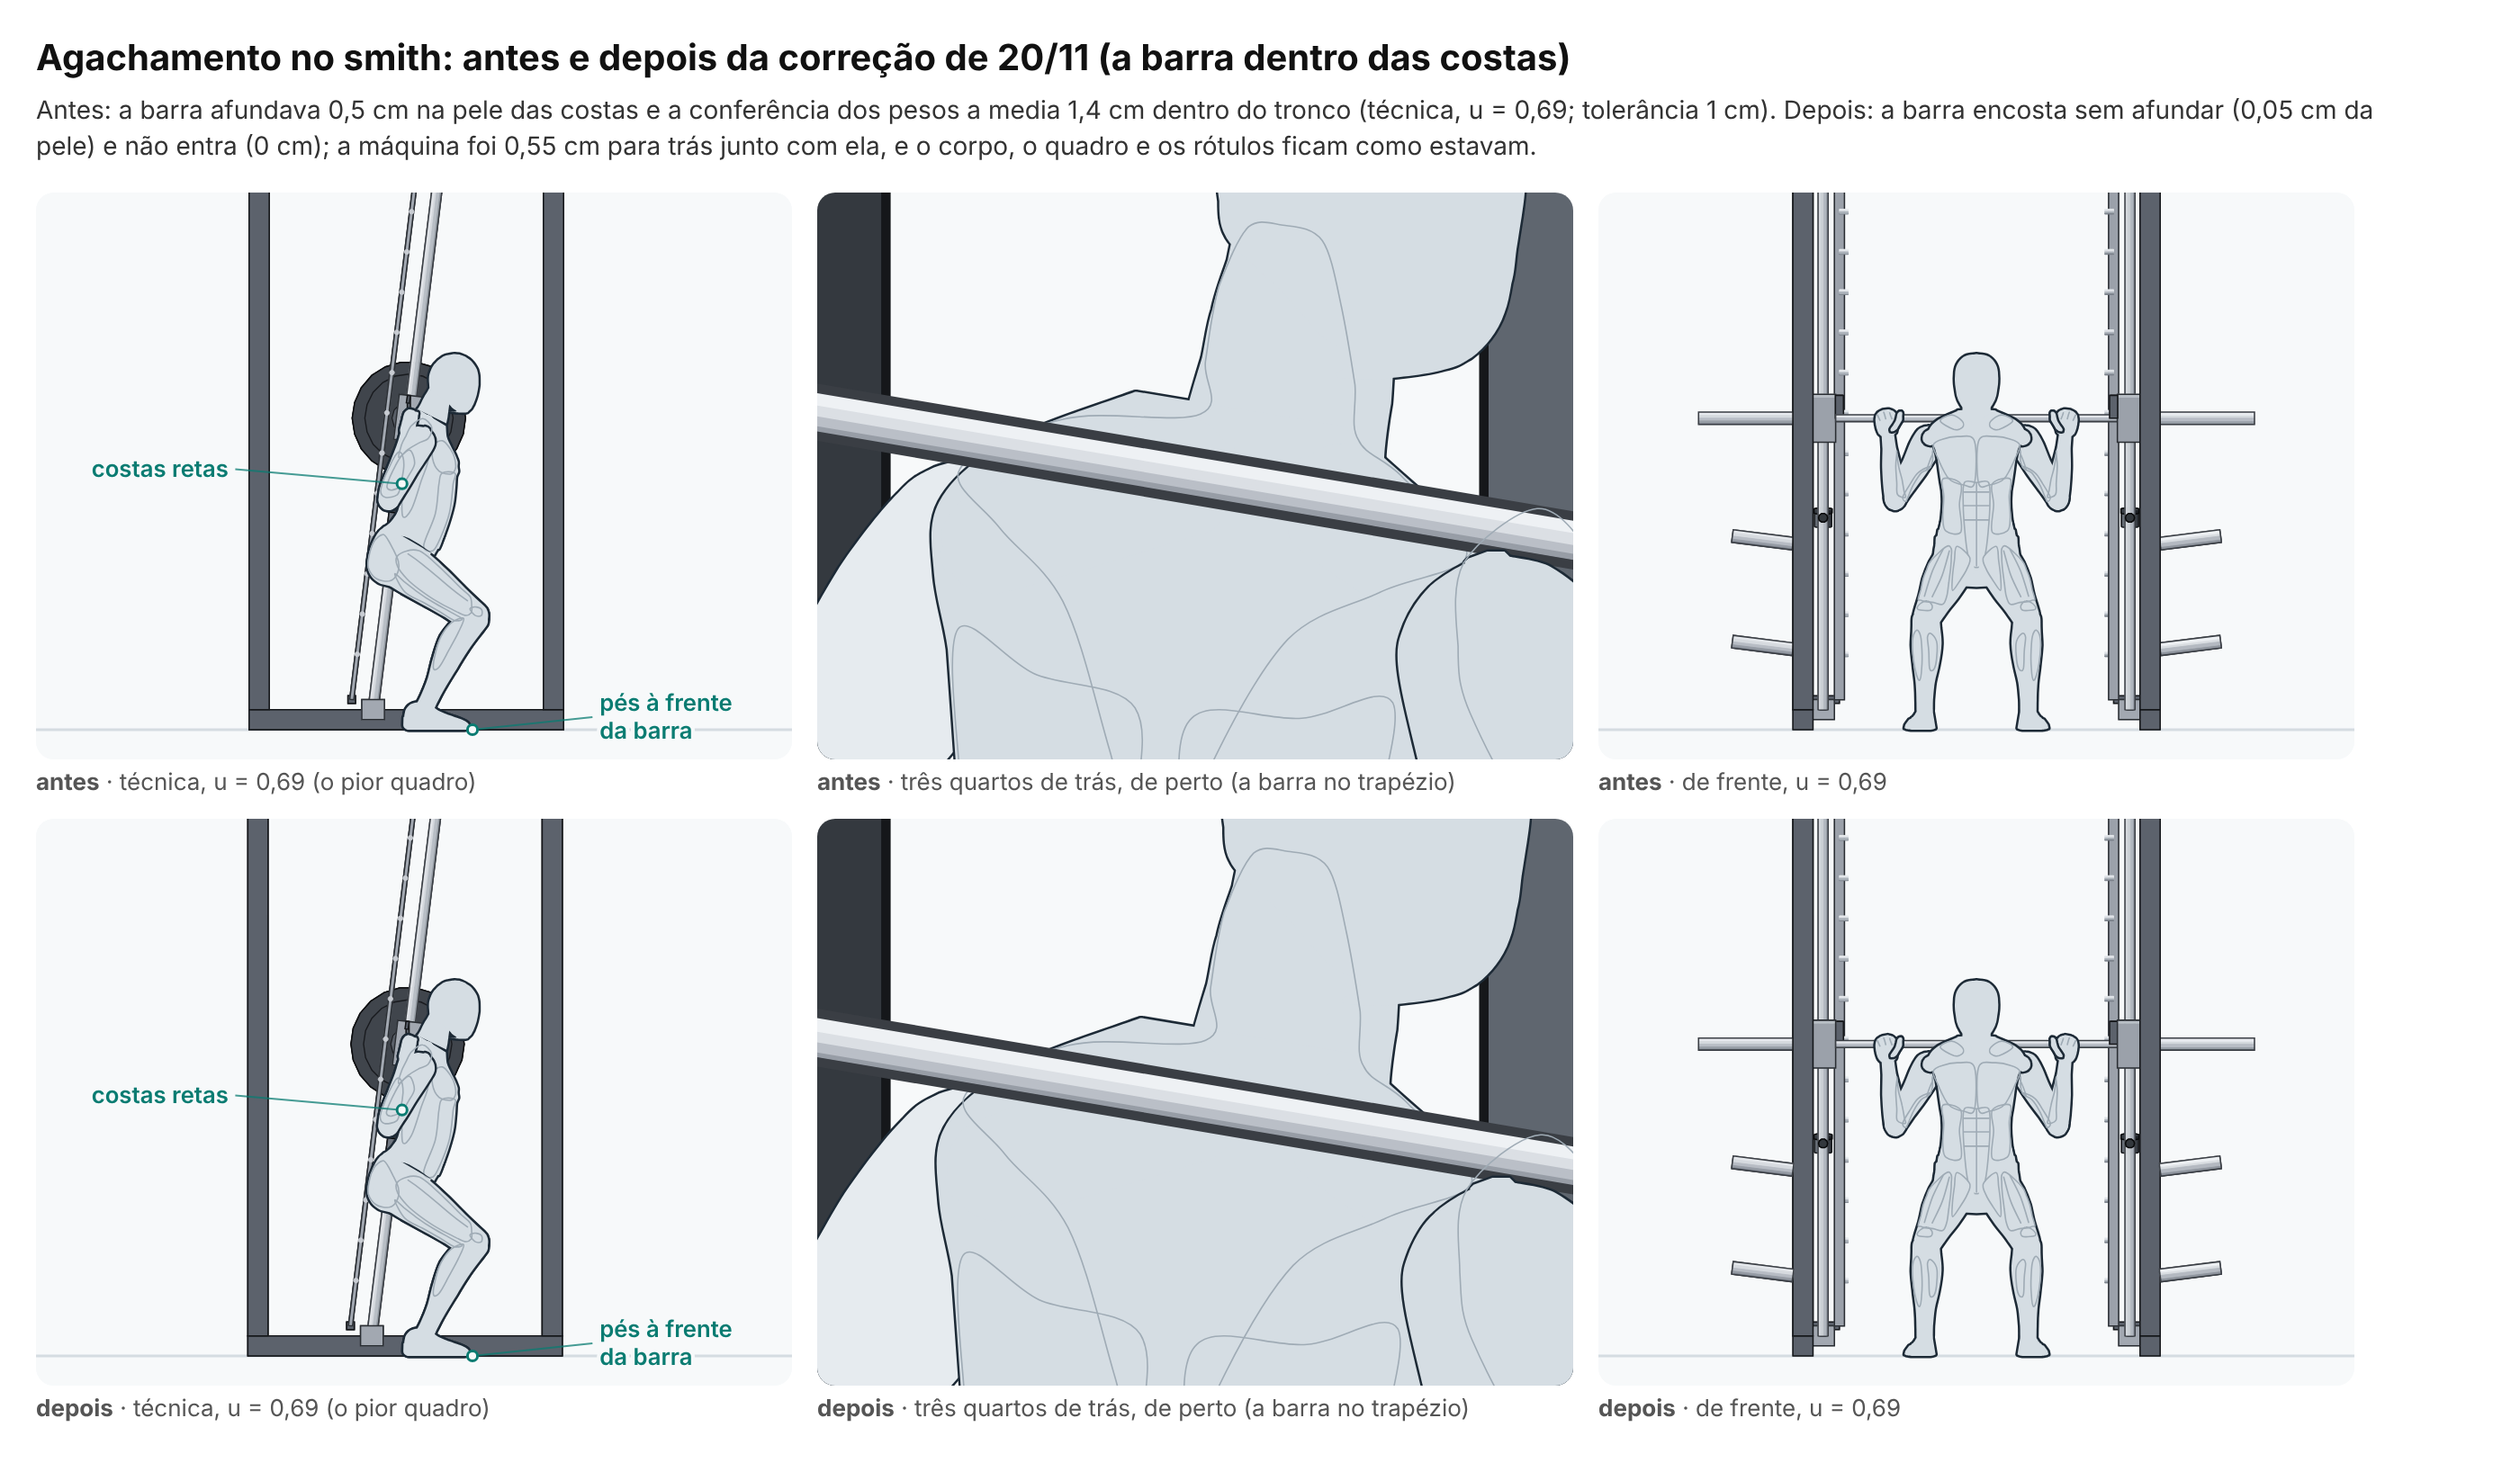 Agachamento no smith: antes e depois da correção de 20/11 (a barra dentro das costas)
Antes: a barra afundava 0,5 cm na pele das costas e a conferência dos pesos a media 1,4 cm dentro do tronco (técnica, u = 0,69; tolerância 1 cm). Depois: a barra encosta sem afundar (0,05 cm da
pele) e não entra (0 cm); a máquina foi 0,55 cm para trás junto com ela, e o corpo, o quadro e os rótulos ficam como estavam.
costas retas
pés à frente
da barra
antes · técnica, u = 0,69 (o pior quadro)
antes · três quartos de trás, de perto (a barra no trapézio)
antes · de frente, u = 0,69
costas retas
pés à frente
da barra
depois · técnica, u = 0,69 (o pior quadro)
depois · três quartos de trás, de perto (a barra no trapézio)
depois · de frente, u = 0,69